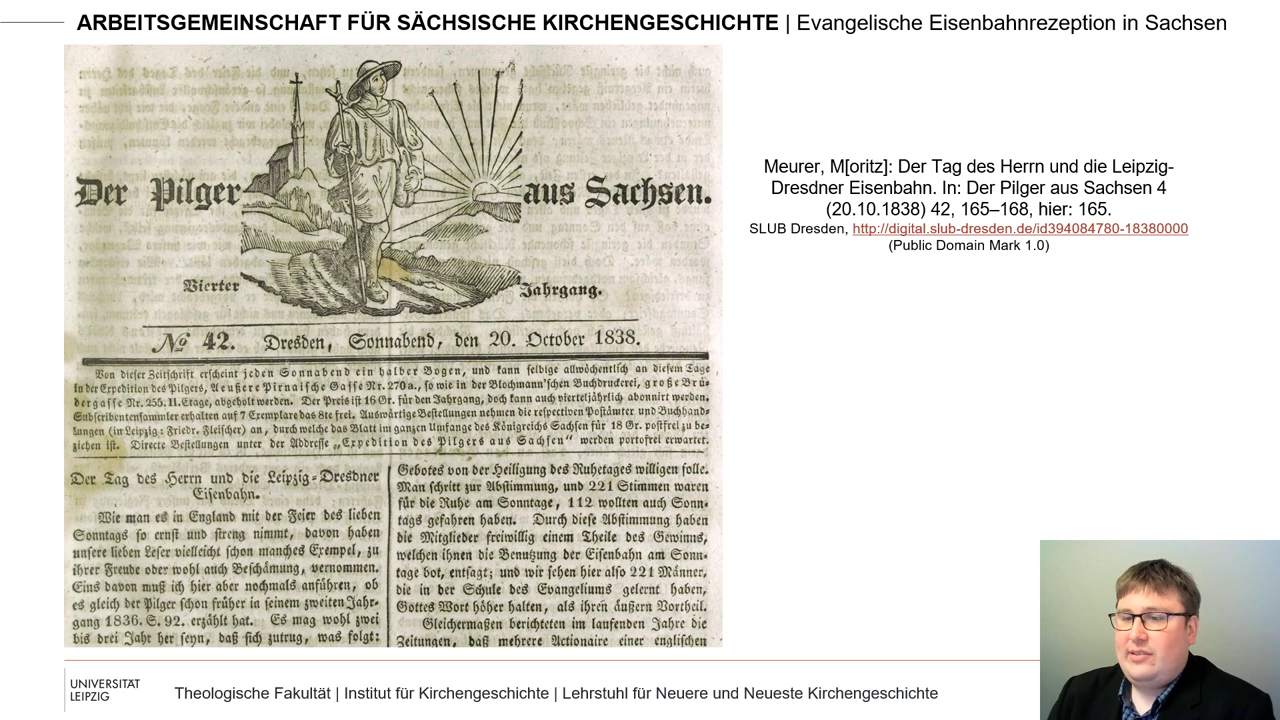 ARBEITSGEMEINSCHAFT FÜR SÄCHSISCHE KIRCHENGESCHICHTE | Evangelische Eisenbahnrezeption in Sachsen
Der Pilger aus Sachsen.
Vierter Jahrgang.
No 42. Dresden, Sonnabend, den 20. October 1838.
Von dieser Zeitschrift erscheint jeden Sonnabend ein halber Bogen, und kann selbige allwöchentlich an diesem Tage
in der Expedition des Pilgers, Aeußere Pirnaische Gasse Nr. 270a., so wie in der Blochmann'schen Buchdruckerei, große Brü-
dergasse Nr. 255. II. Etage, abgeholt werden. Der Preis ist 16 Gr. für den Jahrgang, doch kann auch vierteljährlich abonnirt werden.
Subscribentensammler erhalten auf 7 Exemplare das 8te frei. Auswärtige Bestellungen nehmen die respectiven Postämter und Buchhand-
lungen (in Leipzig: Friedr. Fleischer) an, durch welche das Blatt im ganzen Umfange des Königreichs Sachsen für 18 Gr. postfrei zu be-
ziehen ist. Directe Bestellungen unter der Addresse „Expedition des Pilgers aus Sachsen“ werden portofrei erwartet.
Der Tag des Herrn und die Leipzig-Dresdner
Eisenbahn.
Wie man es in England mit der Feier des lieben
Sonntags so ernst und streng nimmt, davon haben
unsere lieben Leser vielleicht schon manches Exempel, zu
ihrer Freude oder wohl auch Beschämung, vernommen.
Eins davon muß ich hier aber nochmals anführen, ob
es gleich der Pilger schon früher in seinem zweiten Jahr-
gang 1836. S. 92. erzählt hat. Es mag wohl zwei
bis drei Jahr her seyn, daß sich zutrug, was folgt:
Gebotes von der Heiligung des Ruhetages willigen solle.
Man schritt zur Abstimmung, und 221 Stimmen waren
für die Ruhe am Sonntage, 112 wollten auch Sonn-
tags gefahren haben. Durch diese Abstimmung haben
die Mitglieder freiwillig einem Theile des Gewinns,
welchen ihnen die Benutzung der Eisenbahn am Sonn-
tage bot, entsagt; und wir sehen hier also 221 Männer,
die in der Schule des Evangeliums gelernt haben,
Gottes Wort höher halten, als ihren äußern Vortheil.
Gleichermaßen berichteten im laufenden Jahre die
Zeitungen, daß mehrere Actionaire einer englischen
Meurer, M[oritz]: Der Tag des Herrn und die Leipzig-
Dresdner Eisenbahn. In: Der Pilger aus Sachsen 4
(20.10.1838) 42, 165–168, hier: 165.
SLUB Dresden, http://digital.slub-dresden.de/id394084780-18380000
(Public Domain Mark 1.0)
UNIVERSITÄT
LEIPZIG
Theologische Fakultät | Institut für Kirchengeschichte | Lehrstuhl für Neuere und Neueste Kirchengeschichte